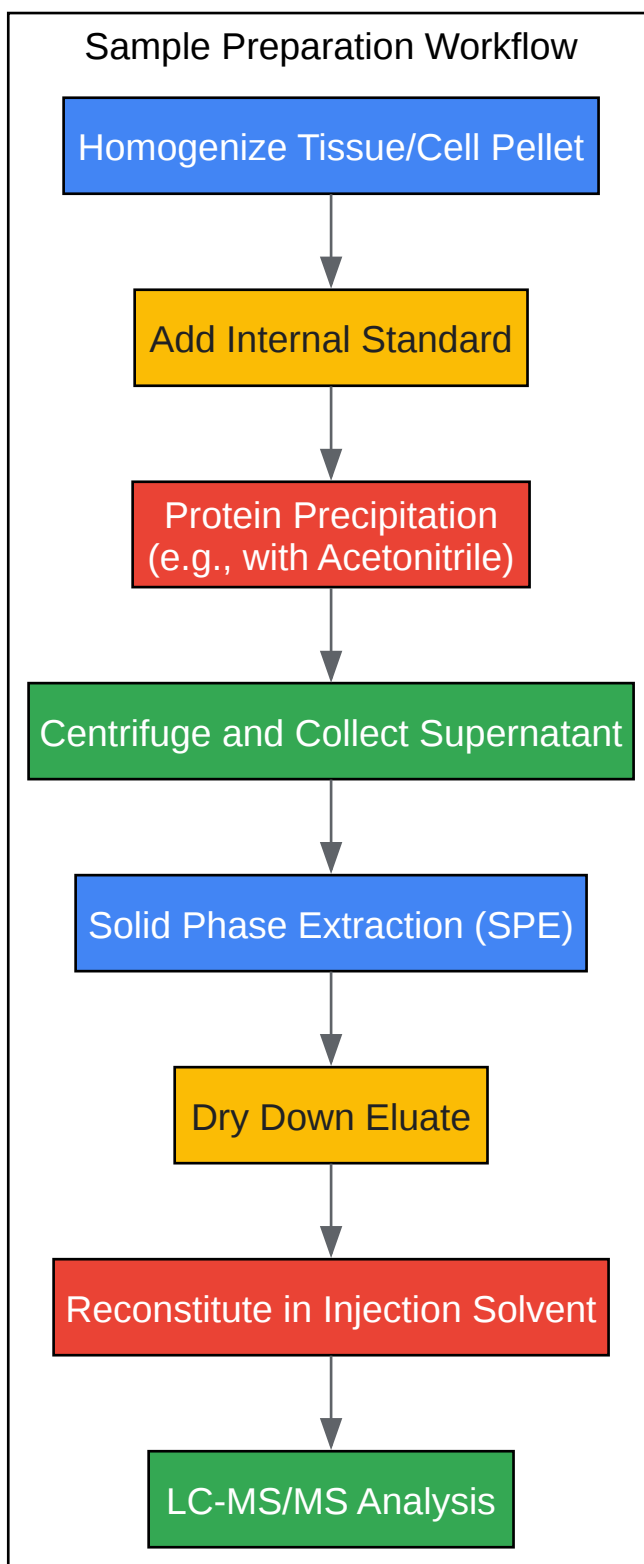 Sample Preparation Workflow
Homogenize Tissue/Cell Pellet
Add Internal Standard
Protein Precipitation
(e.g., with Acetonitrile)
Centrifuge and Collect Supernatant
Solid Phase Extraction (SPE)
Dry Down Eluate
Reconstitute in Injection Solvent
LC-MS/MS Analysis